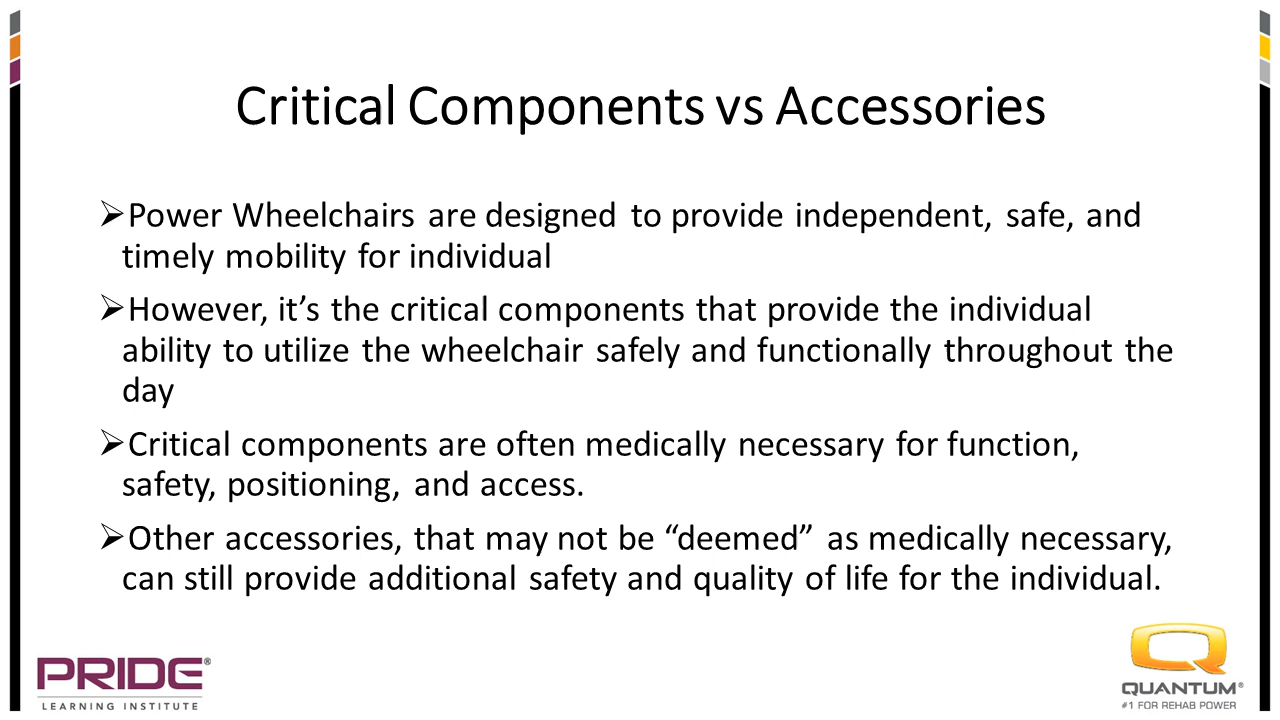 Critical Components vs Accessories
➢Power Wheelchairs are designed to provide independent, safe, and
timely mobility for individual
➢However, it’s the critical components that provide the individual
ability to utilize the wheelchair safely and functionally throughout the
day
➢Critical components are often medically necessary for function,
safety, positioning, and access.
➢Other accessories, that may not be “deemed” as medically necessary,
can still provide additional safety and quality of life for the individual.
PRIDE®
LEARNING INSTITUTE
QUANTUM®
#1 FOR REHAB POWER